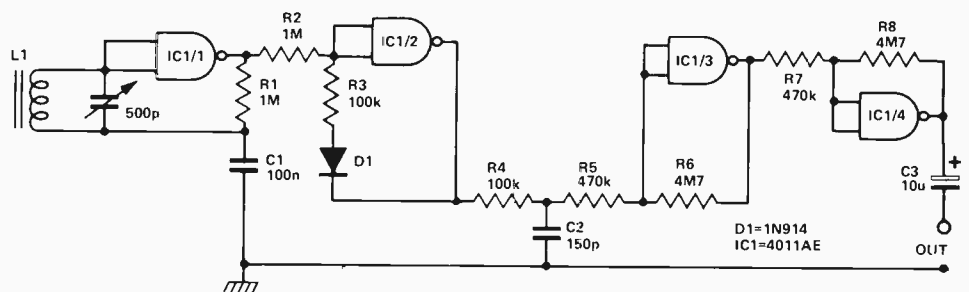 L1
500p
IC1/1
R2
1M
R1
1M
C1
100n
IC1/2
R3
100k
D1
R4
100k
C2
150p
R5
470k
R6
4M7
IC1/3
R7
470k
R8
4M7
IC1/4
C3
10u
+
OUT
D1=1N914
IC1=4011AE